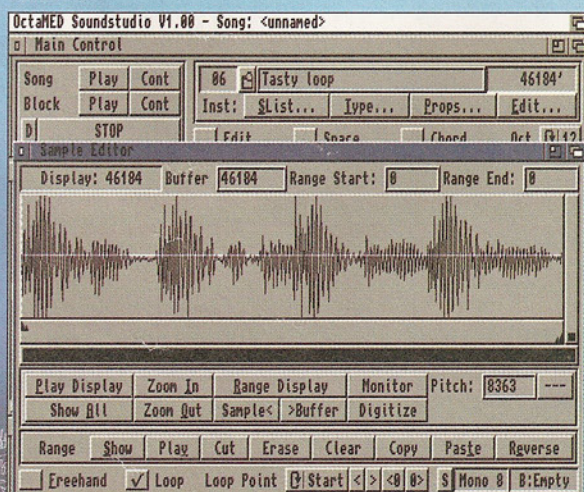 OctaMED Soundstudio V1.00 - Song: <unnamed>
Main Control
Song Play Cont
Block Play Cont
D STOP
06 Tasty loop 46184'
Inst: SList... Type... Props... Edit...
Edit Space Chord Oct 12
Sample Editor
Display: 46184 Buffer 46184 Range Start: 0 Range End: 0
Play Display Zoom In Range Display Monitor Pitch: 8363 ---
Show All Zoom Out Sample< >Buffer Digitize
Range Show Play Cut Erase Clear Copy Paste Reverse
Freehand Loop Loop Point Start < > <0 0> S Mono 8 B:Empty